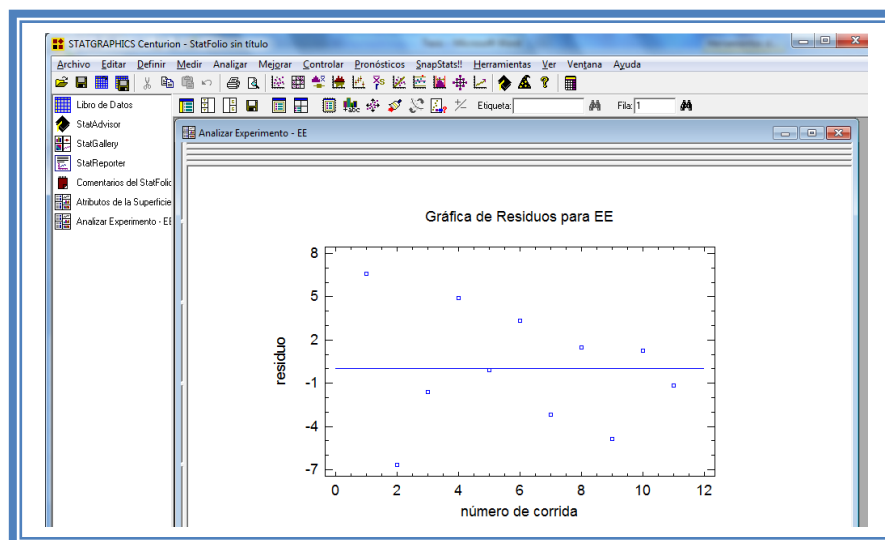 STATGRAPHICS Centurion - StatFolio sin título
Archivo Editar Definir Medir Analizar Mejorar Controlar Pronósticos SnapStats!! Herramientas Ver Ventana Ayuda
Etiqueta: Fila: 1
Libro de Datos
StatAdvisor
StatGallery
StatReporter
Comentarios del StatFolio
Atributos de la Superficie
Analizar Experimento - EE
Analizar Experimento - EE
Gráfica de Residuos para EE
residuo
8
5
2
-1
-4
-7
0 2 4 6 8 10 12
número de corrida